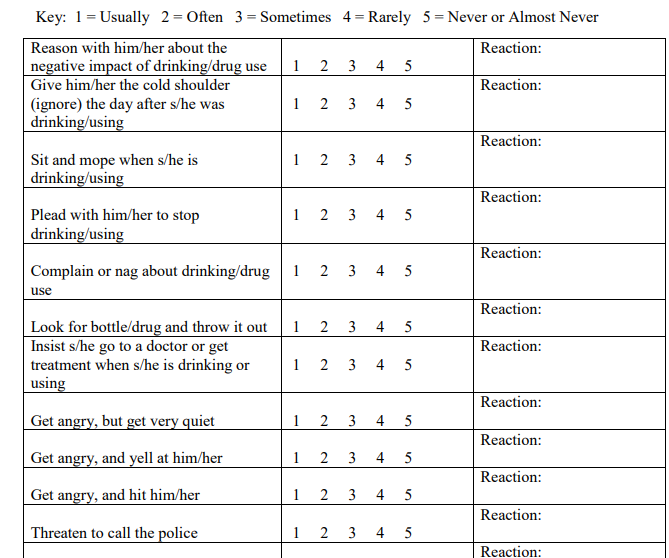 Key: 1 = Usually 2 = Often 3 = Sometimes 4 = Rarely 5 = Never or Almost Never
Reason with him/her about the
negative impact of drinking/drug use 1 2 3 4 5 Reaction:
Give him/her the cold shoulder
(ignore) the day after s/he was
drinking/using 1 2 3 4 5 Reaction:
Sit and mope when s/he is
drinking/using 1 2 3 4 5 Reaction:
Plead with him/her to stop
drinking/using 1 2 3 4 5 Reaction:
Complain or nag about drinking/drug
use 1 2 3 4 5 Reaction:
Look for bottle/drug and throw it out 1 2 3 4 5 Reaction:
Insist s/he go to a doctor or get
treatment when s/he is drinking or
using 1 2 3 4 5 Reaction:
Get angry, but get very quiet 1 2 3 4 5 Reaction:
Get angry, and yell at him/her 1 2 3 4 5 Reaction:
Get angry, and hit him/her 1 2 3 4 5 Reaction:
Threaten to call the police 1 2 3 4 5 Reaction:
Reaction: